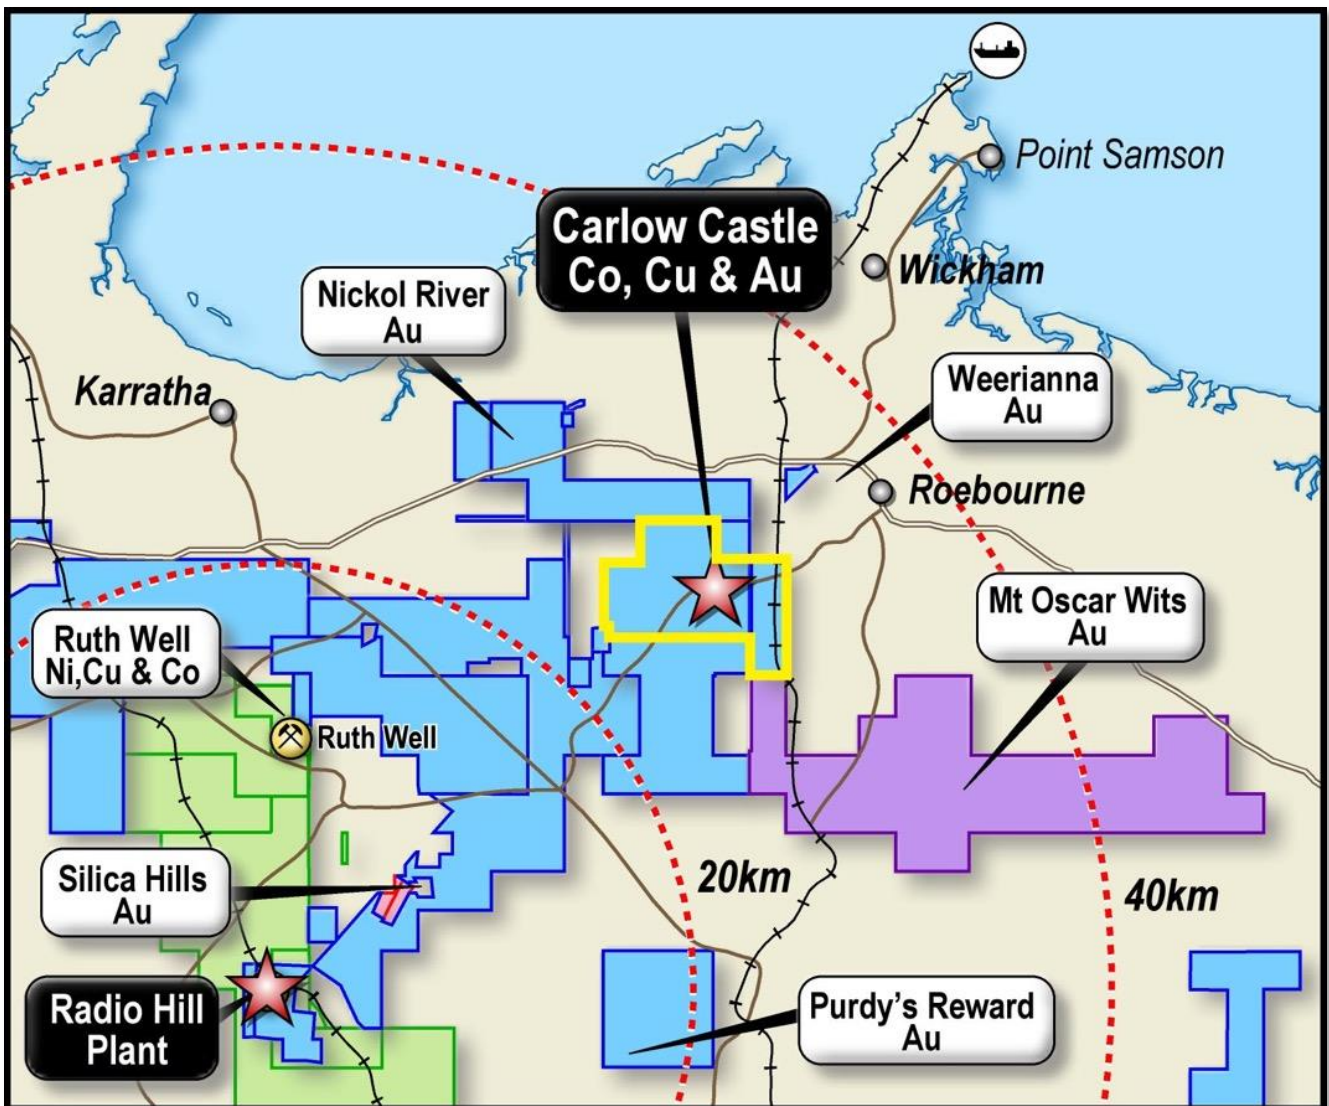 Point Samson
Carlow Castle
Co, Cu & Au
Wickham
Nickol River
Au
Weerianna
Au
Karratha
Roebourne
Mt Oscar Wits
Au
Ruth Well
Ni,Cu & Co
Ruth Well
Silica Hills
Au
20km
40km
Radio Hill
Plant
Purdy's Reward
Au